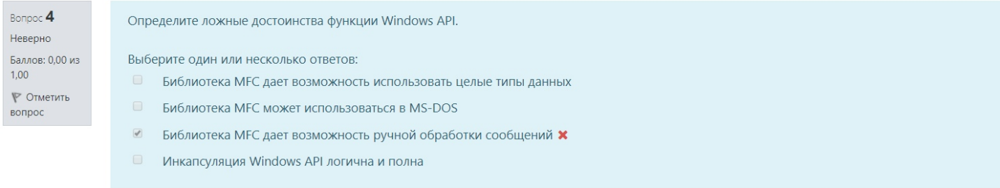 Вопрос 4
Неверно
Баллов: 0,00 из
1,00
Отметить
вопрос
Определите ложные достоинства функции Windows API.
Выберите один или несколько ответов:
Библиотека MFC дает возможность использовать целые типы данных
Библиотека MFC может использоваться в MS-DOS
Библиотека MFC дает возможность ручной обработки сообщений
Инкапсуляция Windows API логична и полна